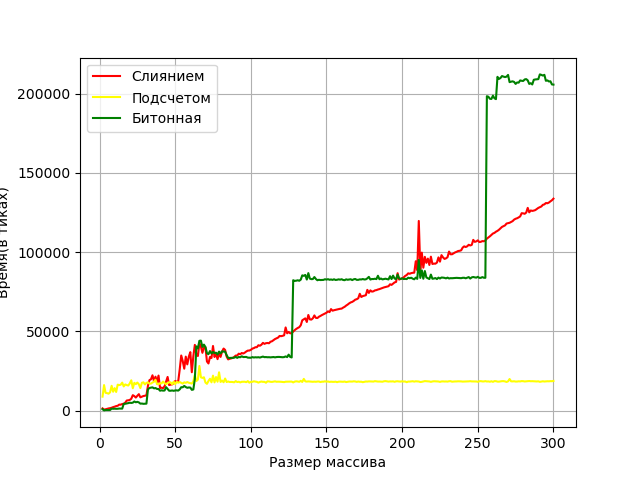 Слиянием
Подсчетом
Битонная
200000
150000
100000
50000
0
Время(в тиках)
0 50 100 150 200 250 300
Размер массива